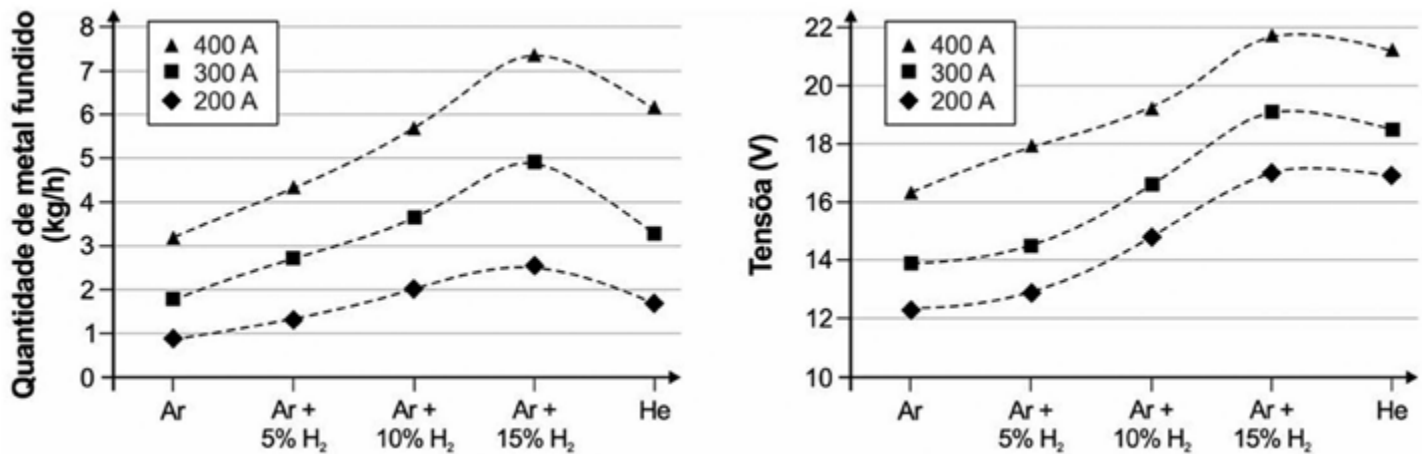 Quantidade de metal fundido
(kg/h)
8
7
6
5
4
3
2
1
0
400 A
300 A
200 A
Ar
Ar +
5% H₂
Ar +
10% H₂
Ar +
15% H₂
He
Tensõa (V)
22
20
18
16
14
12
10
400 A
300 A
200 A
Ar
Ar +
5% H₂
Ar +
10% H₂
Ar +
15% H₂
He